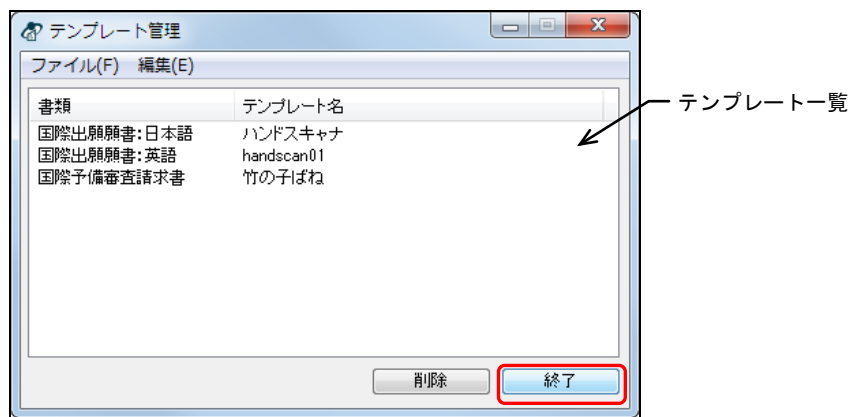 テンプレート管理
ファイル(F) 編集(E)
テンプレート一覧
書類 テンプレート名
国際出願願書:日本語 ハンドスキャナ
国際出願願書:英語 handscan01
国際予備審査請求書 竹の子ばね
削除 終了